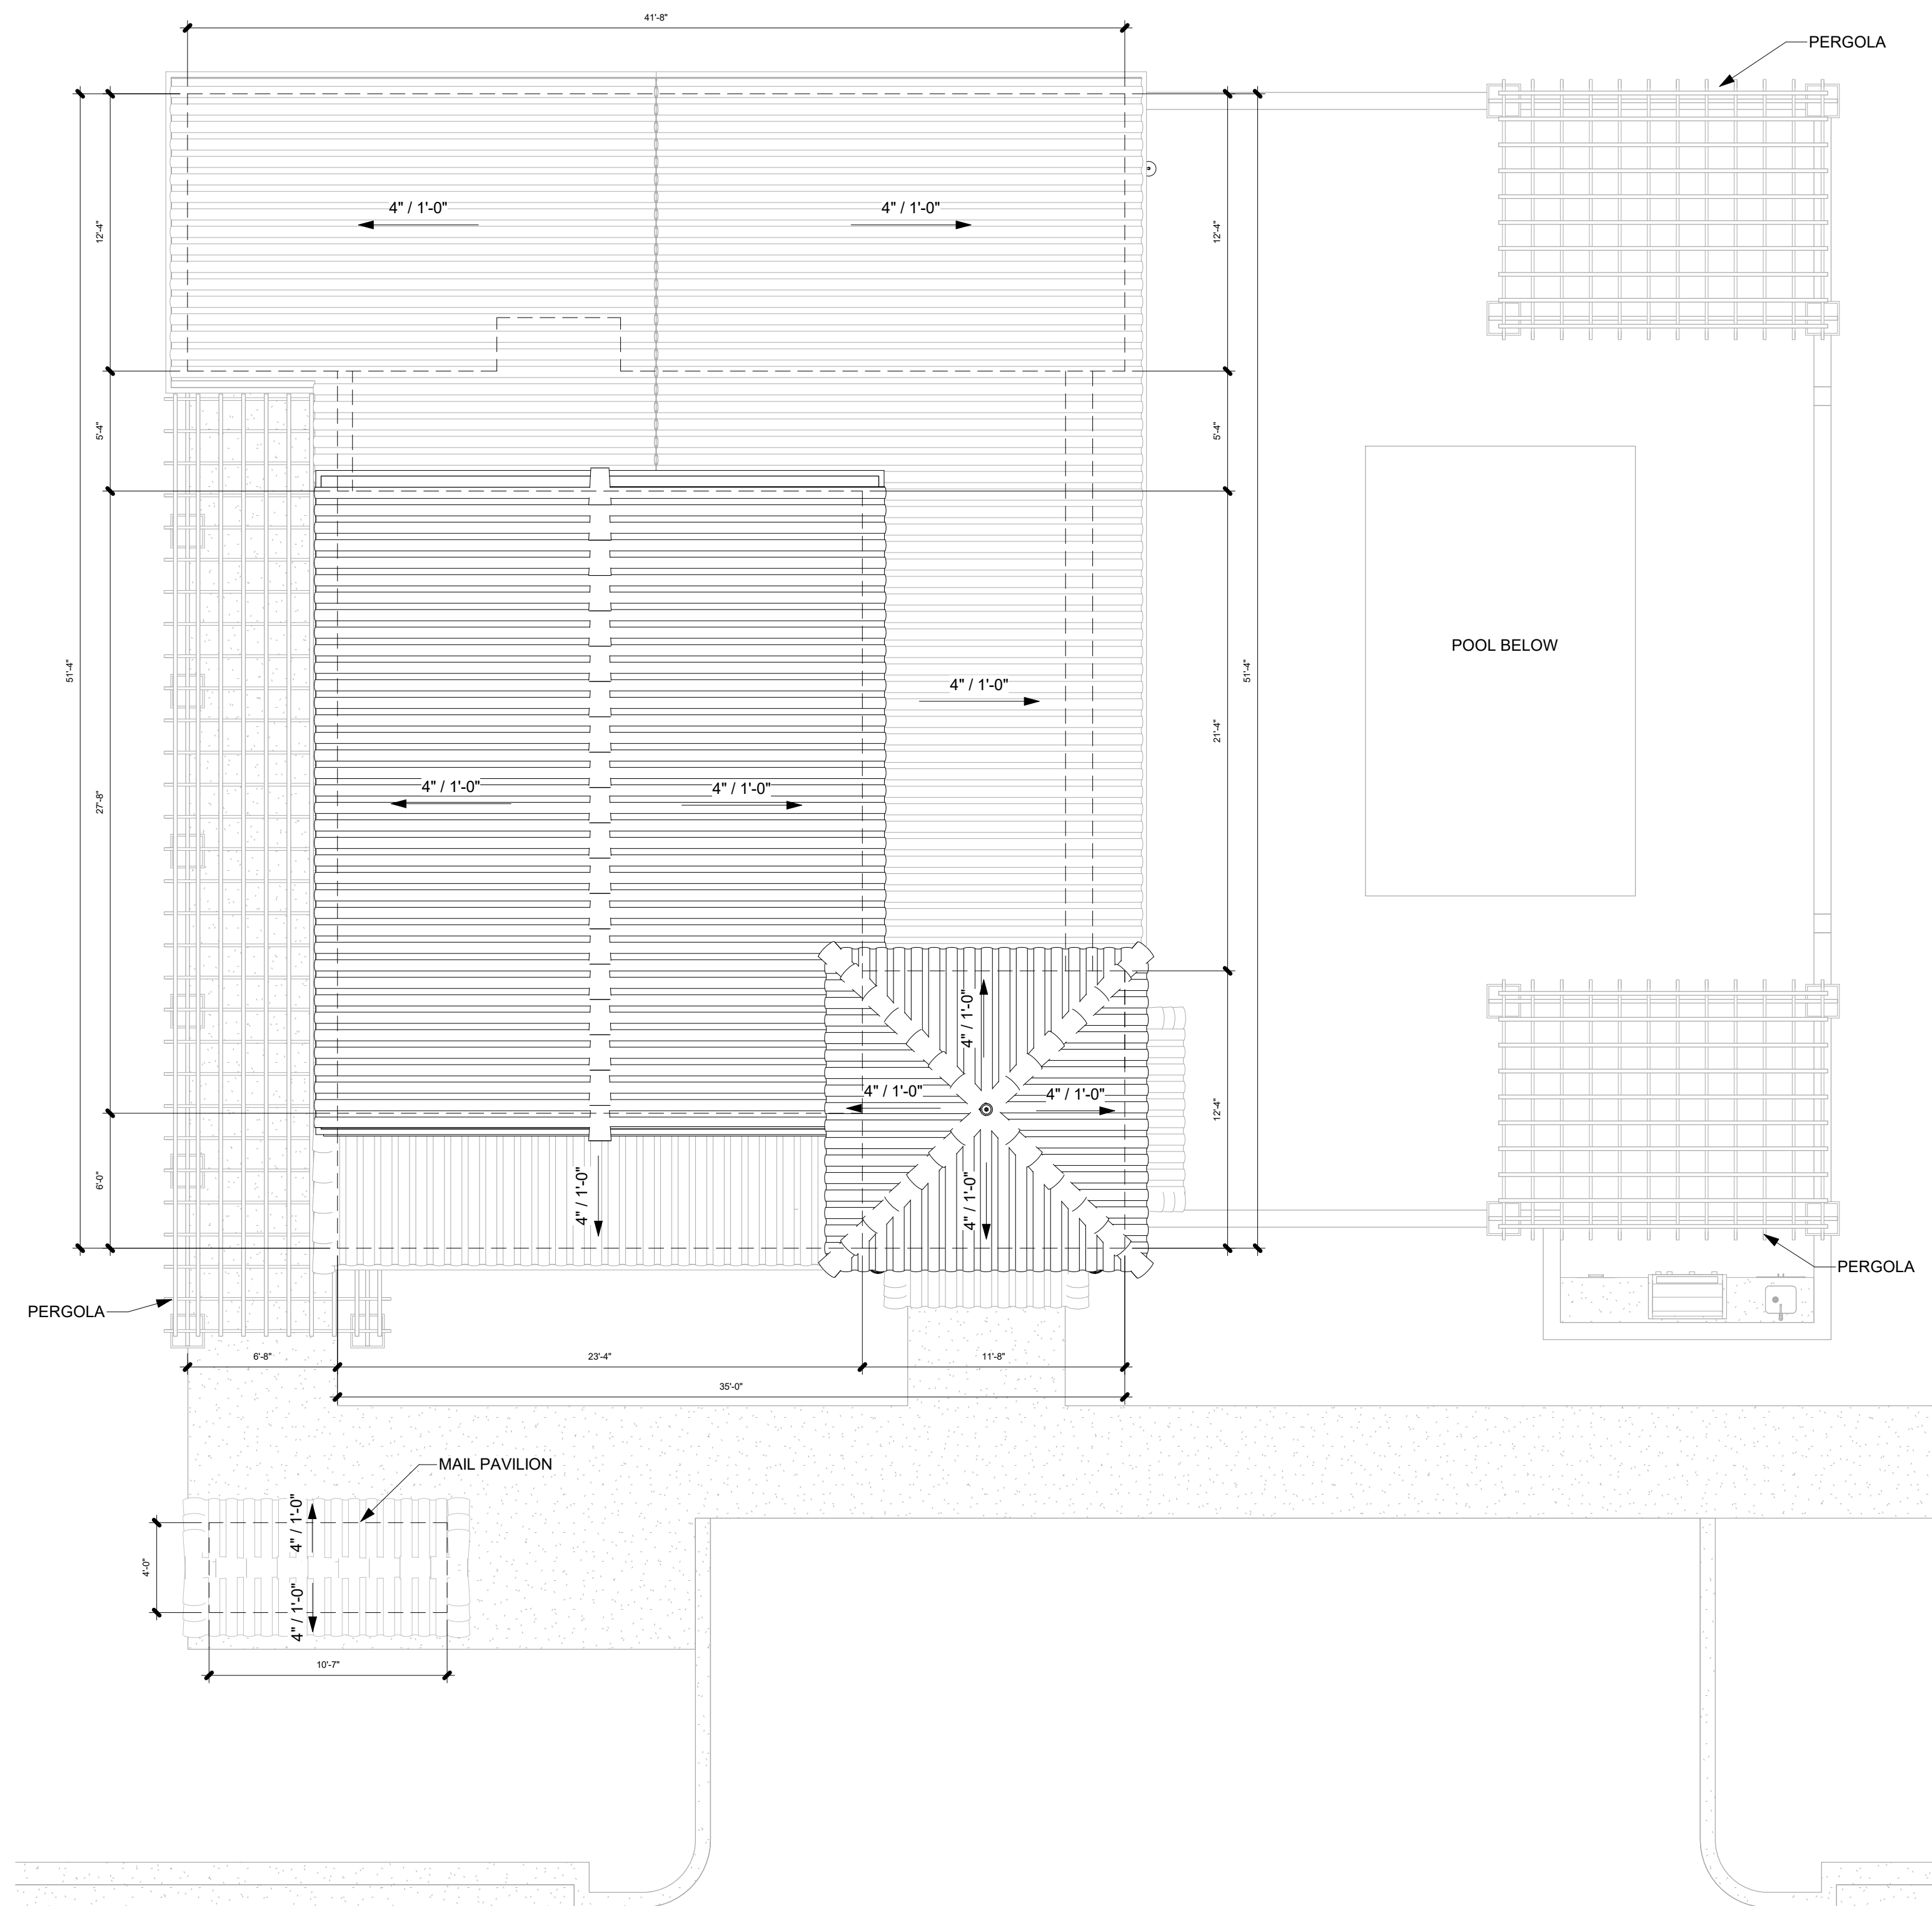 41'-8"
PERGOLA
4" / 1'-0"
4" / 1'-0"
12'-4"
12'-4"
5'-4"
5'-4"
51'-4"
51'-4"
POOL BELOW
4" / 1'-0"
21'-4"
27'-8"
4" / 1'-0"
4" / 1'-0"
4" / 1'-0"
4" / 1'-0"
4" / 1'-0"
12'-4"
6'-0"
4" / 1'-0"
4" / 1'-0"
PERGOLA
PERGOLA
6'-8"
23'-4"
11'-8"
35'-0"
MAIL PAVILION
4" / 1'-0"
4'-0"
4" / 1'-0"
10'-7"